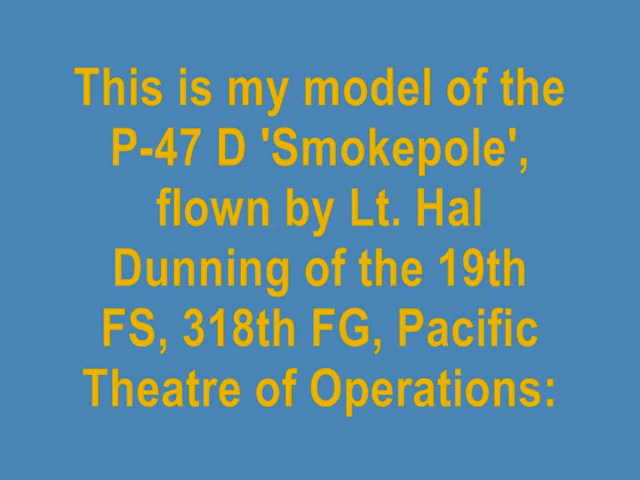 This is my model of the
P-47 D 'Smokepole',
flown by Lt. Hal
Dunning of the 19th
FS, 318th FG, Pacific
Theatre of Operations: